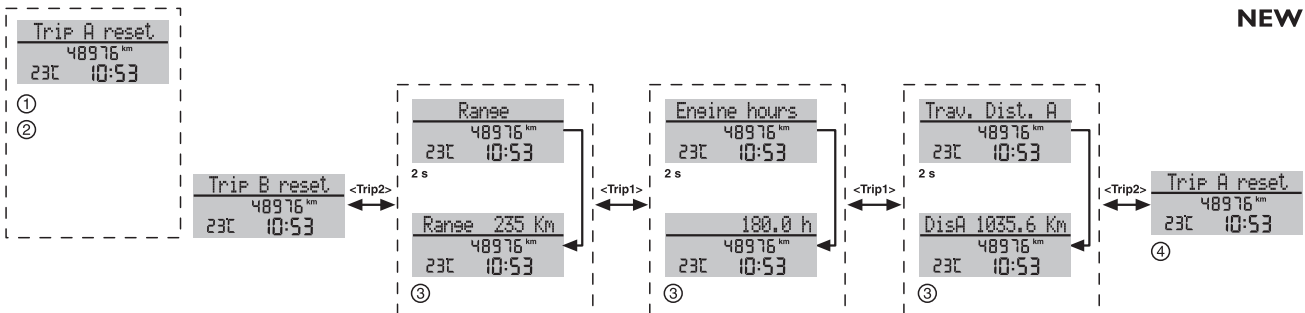 NEW
Trip A reset
48976 km
23C 10:53
①
②
Trip B reset
48976 km
23C 10:53
<Trip2>
Range
48976 km
23C 10:53
2 s
Range 235 Km
48976 km
23C 10:53
③
<Trip1>
Engine hours
48976 km
23C 10:53
2 s
180.0 h
48976 km
23C 10:53
③
<Trip1>
Trav. Dist. A
48976 km
23C 10:53
2 s
DisA 1035.6 Km
48976 km
23C 10:53
③
<Trip2>
Trip A reset
48976 km
23C 10:53
④